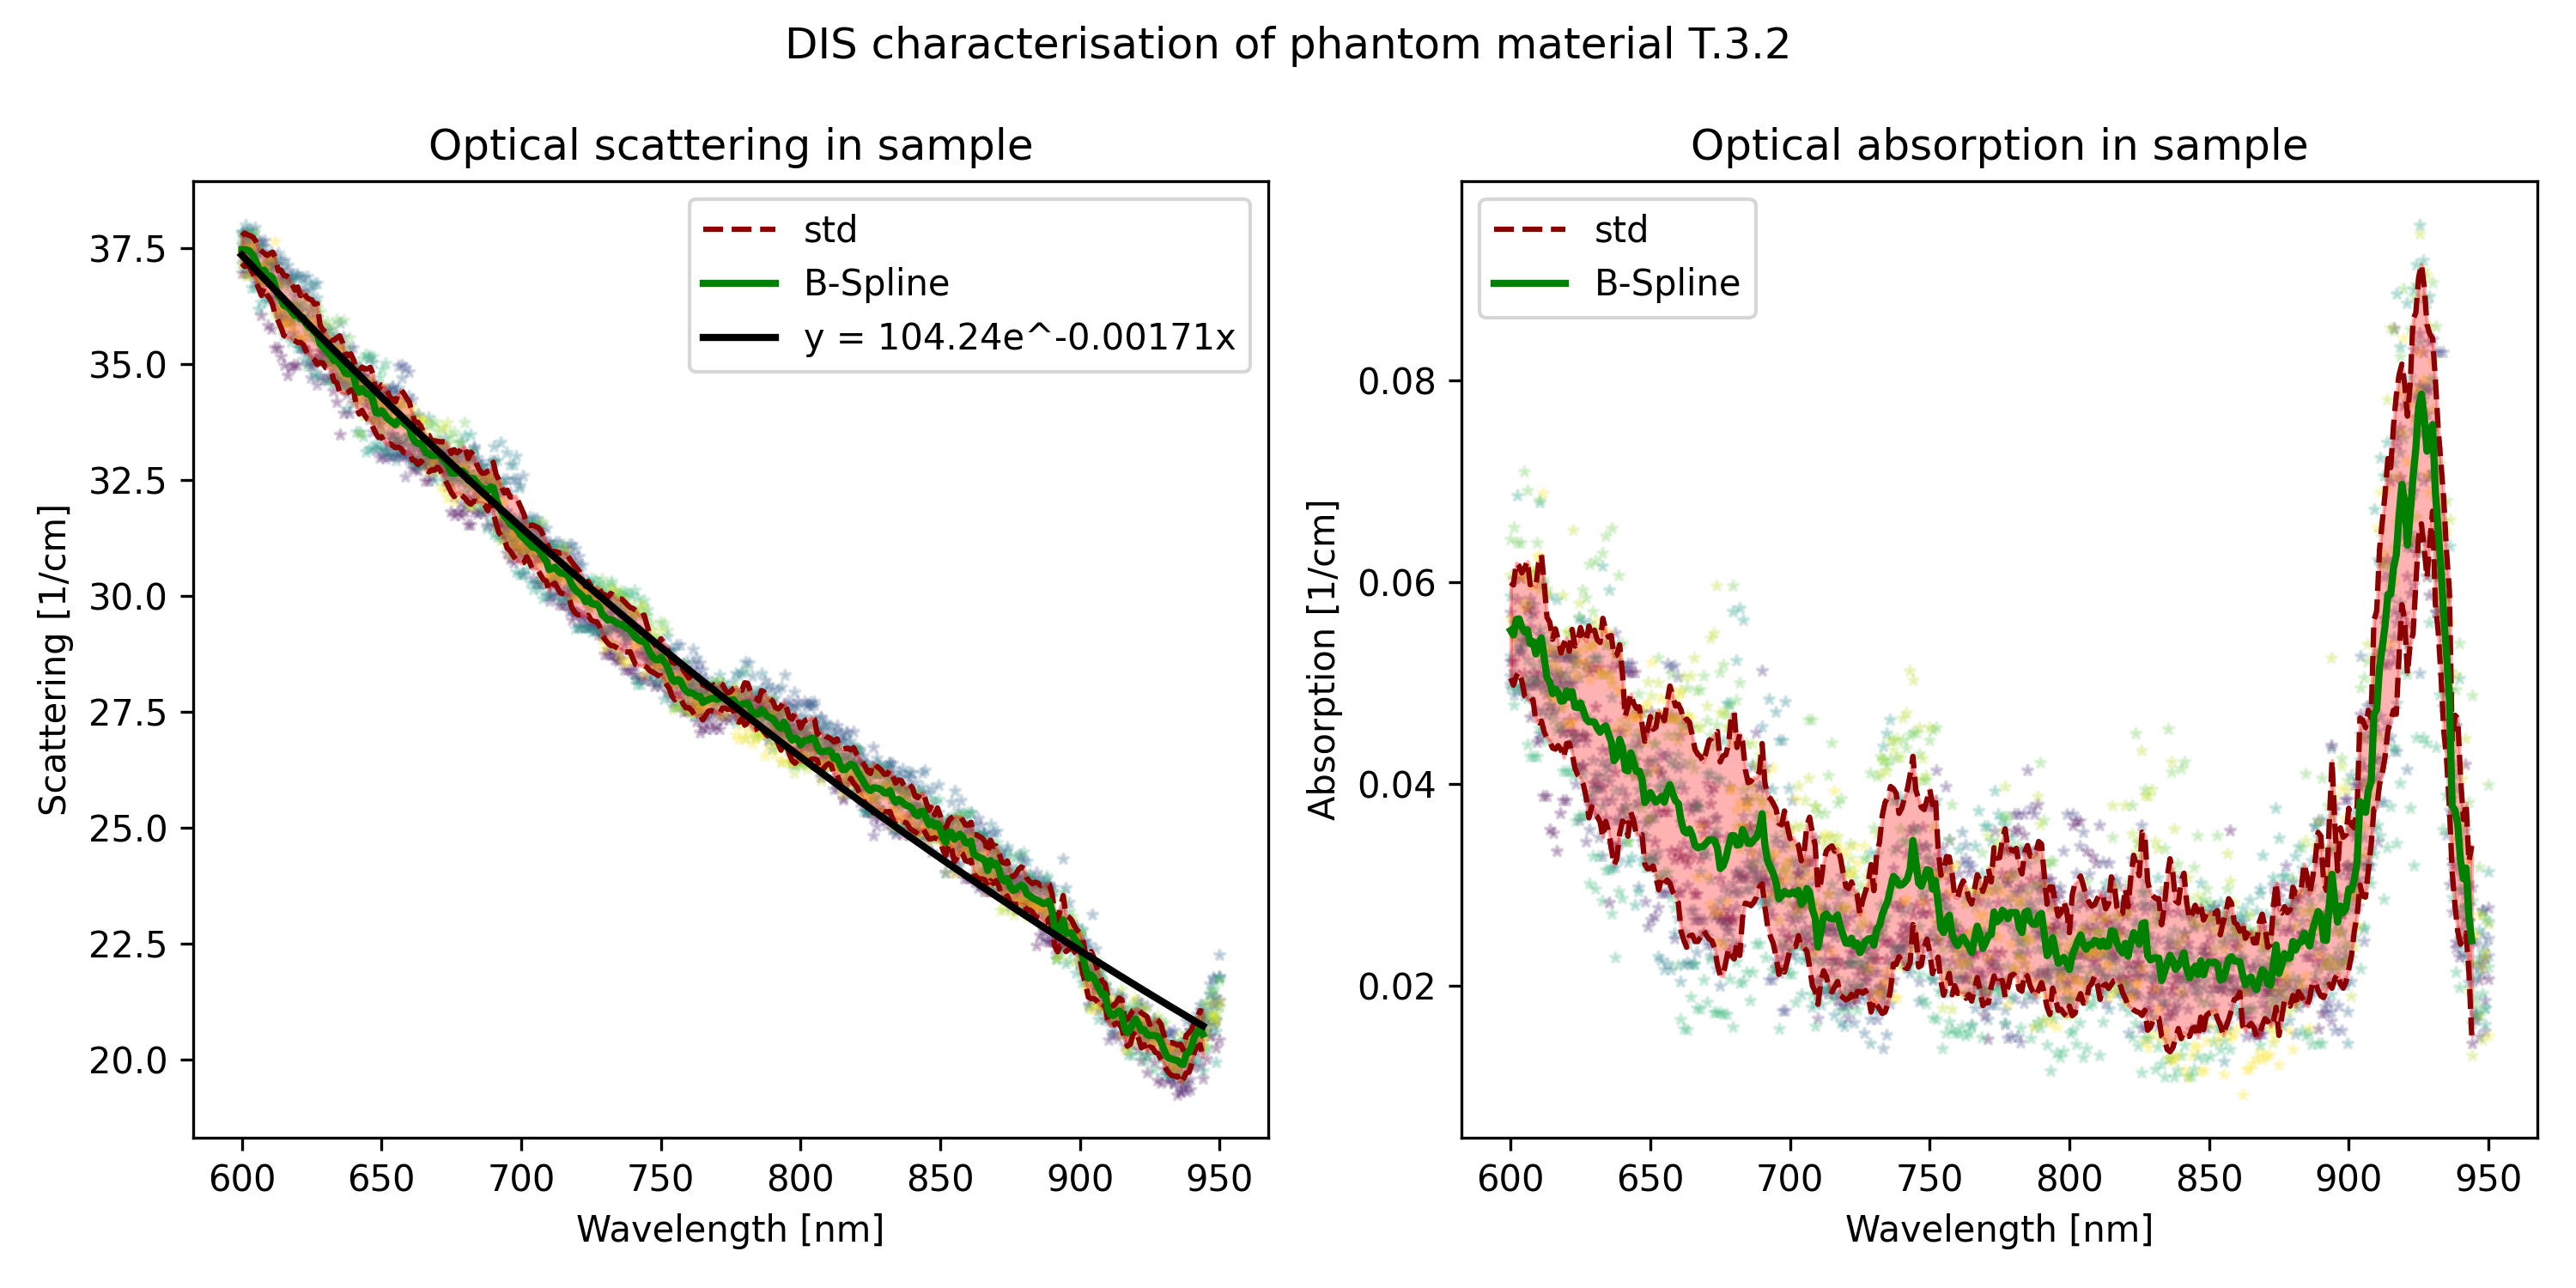 DIS characterisation of phantom material T.3.2
Optical scattering in sample
std
B-Spline
y = 104.24e^-0.00171x
37.5
35.0
32.5
30.0
27.5
25.0
22.5
20.0
Scattering [1/cm]
600 650 700 750 800 850 900 950
Wavelength [nm]
Optical absorption in sample
std
B-Spline
0.08
0.06
0.04
0.02
Absorption [1/cm]
600 650 700 750 800 850 900 950
Wavelength [nm]